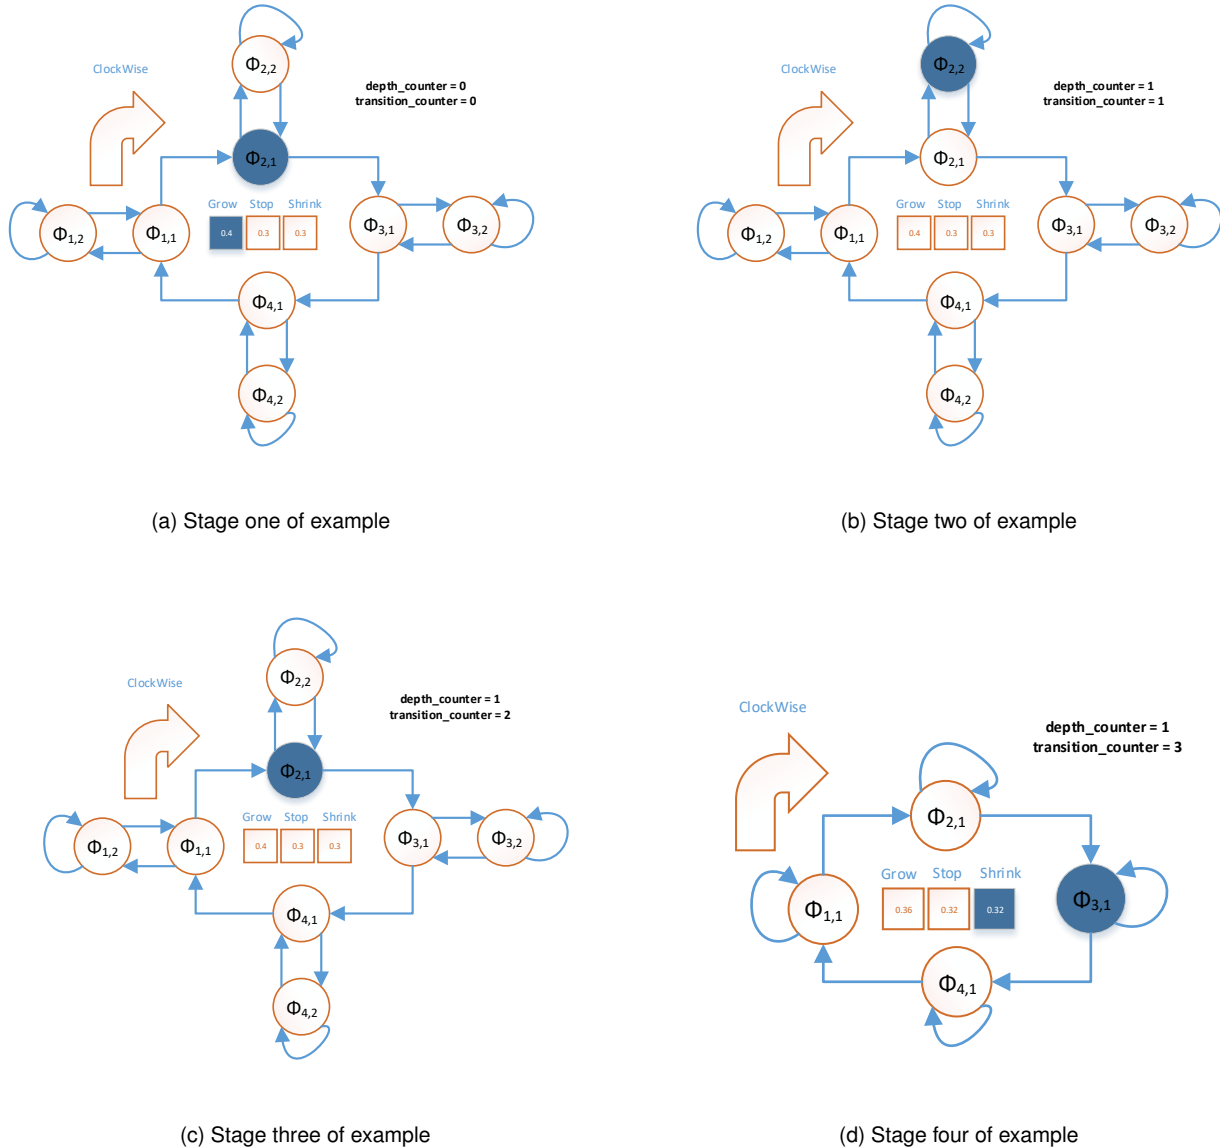 ClockWise
Φ2,2
depth_counter = 0
transition_counter = 0
Φ2,1
Grow Stop Shrink
Φ1,2 Φ1,1 0.4 0.3 0.3 Φ3,1 Φ3,2
Φ4,1
Φ4,2
(a) Stage one of example
ClockWise
Φ2,2
depth_counter = 1
transition_counter = 1
Φ2,1
Grow Stop Shrink
Φ1,2 Φ1,1 0.4 0.3 0.3 Φ3,1 Φ3,2
Φ4,1
Φ4,2
(b) Stage two of example
ClockWise
Φ2,2
depth_counter = 1
transition_counter = 2
Φ2,1
Grow Stop Shrink
Φ1,2 Φ1,1 0.4 0.3 0.3 Φ3,1 Φ3,2
Φ4,1
Φ4,2
(c) Stage three of example
ClockWise
depth_counter = 1
transition_counter = 3
Φ2,1
Grow Stop Shrink
Φ1,1 0.36 0.32 0.32 Φ3,1
Φ4,1
(d) Stage four of example